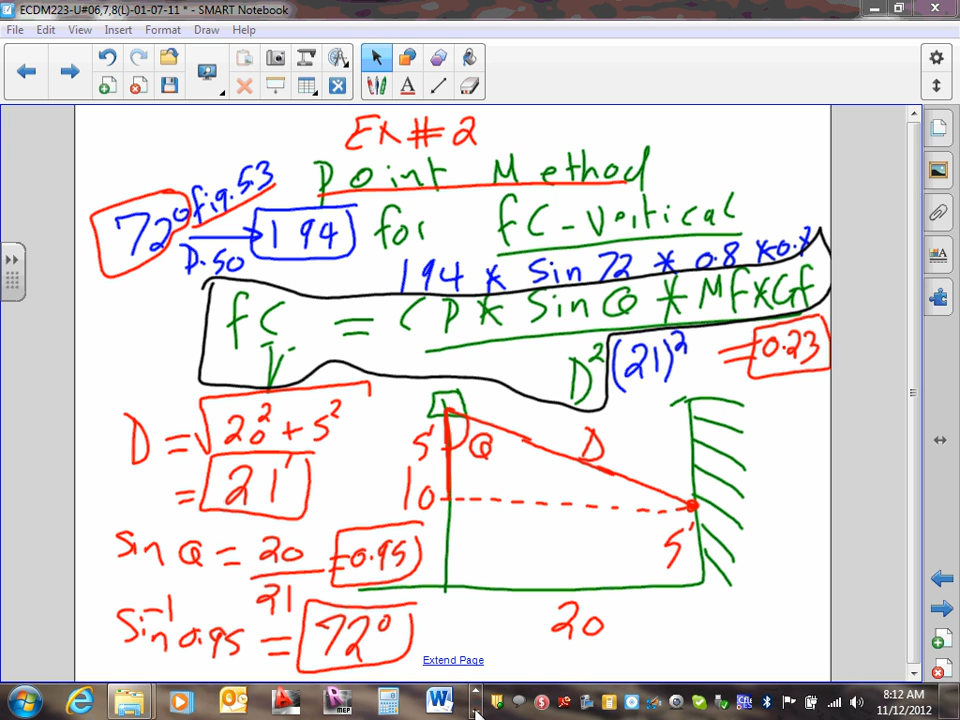 ECDM223-U#06,7,8(L)-01-07-11 * - SMART Notebook
File Edit View Insert Format Draw Help
EX #2
Point Method
72° fig.53 194 for fC-Vertical
P.50
194 * Sin 72 * 0.8 *
fC V = CP * Sin Q * MF*Gf
D² (21)² = 0.23
D = √20² + 5²
= 21'
5' Q D
10
5'
Sin Q = 20 = 0.95
21
Sin⁻¹ 0.95 = 72°
20
Extend Page
8:12 AM
11/12/2012